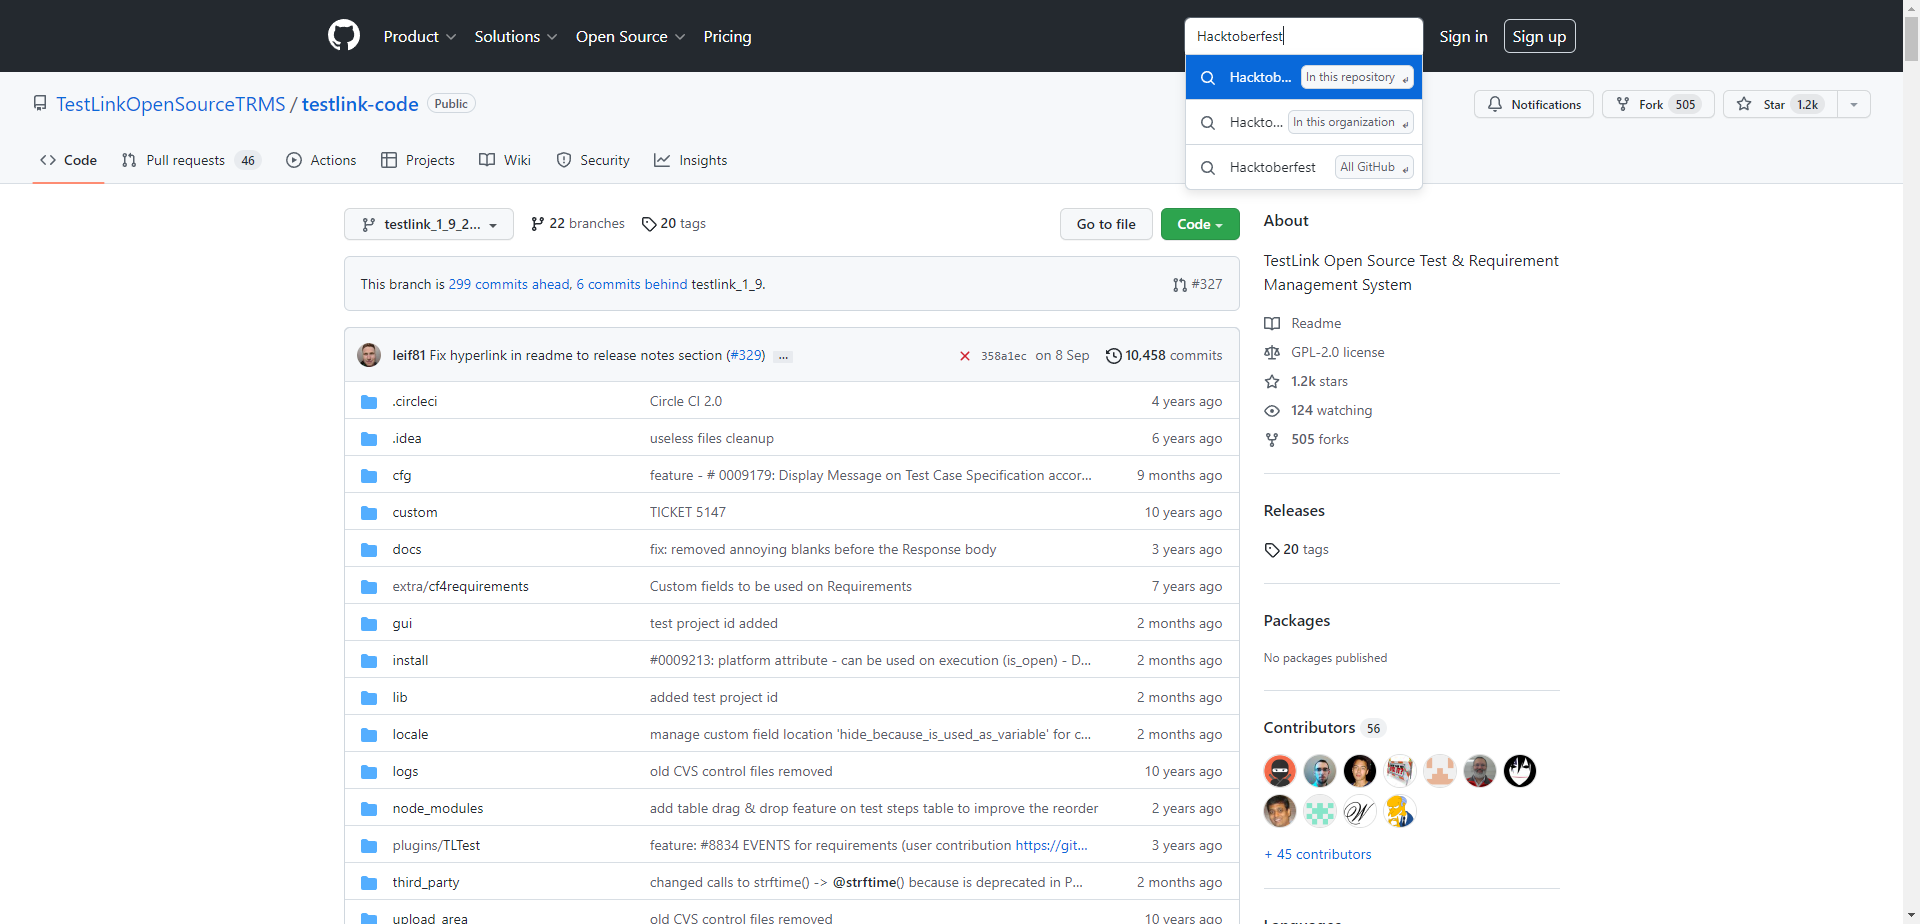 Product Solutions Open Source Pricing
Hacktoberfest
Sign in Sign up
Hacktob... In this repository
Hackto... In this organization
Hacktoberfest All GitHub
TestLinkOpenSourceTRMS / testlink-code Public
Notifications Fork 505 Star 1.2k
Code Pull requests 46 Actions Projects Wiki Security Insights
testlink_1_9_2... 22 branches 20 tags Go to file Code
This branch is 299 commits ahead, 6 commits behind testlink_1_9. #327
leif81 Fix hyperlink in readme to release notes section (#329) ... 358a1ec on 8 Sep 10,458 commits
.circleci Circle CI 2.0 4 years ago
.idea useless files cleanup 6 years ago
cfg feature - # 0009179: Display Message on Test Case Specification accor... 9 months ago
custom TICKET 5147 10 years ago
docs fix: removed annoying blanks before the Response body 3 years ago
extra/cf4requirements Custom fields to be used on Requirements 7 years ago
gui test project id added 2 months ago
install #0009213: platform attribute - can be used on execution (is_open) - D... 2 months ago
lib added test project id 2 months ago
locale manage custom field location 'hide_because_is_used_as_variable' for c... 2 months ago
logs old CVS control files removed 10 years ago
node_modules add table drag & drop feature on test steps table to improve the reorder 2 years ago
plugins/TLTest feature: #8834 EVENTS for requirements (user contribution https://git... 3 years ago
third_party changed calls to strftime() -> @strftime() because is deprecated in P... 2 months ago
upload_area old CVS control files removed 10 years ago
About
TestLink Open Source Test & Requirement
Management System
Readme
GPL-2.0 license
1.2k stars
124 watching
505 forks
Releases
20 tags
Packages
No packages published
Contributors 56
+ 45 contributors
Languages